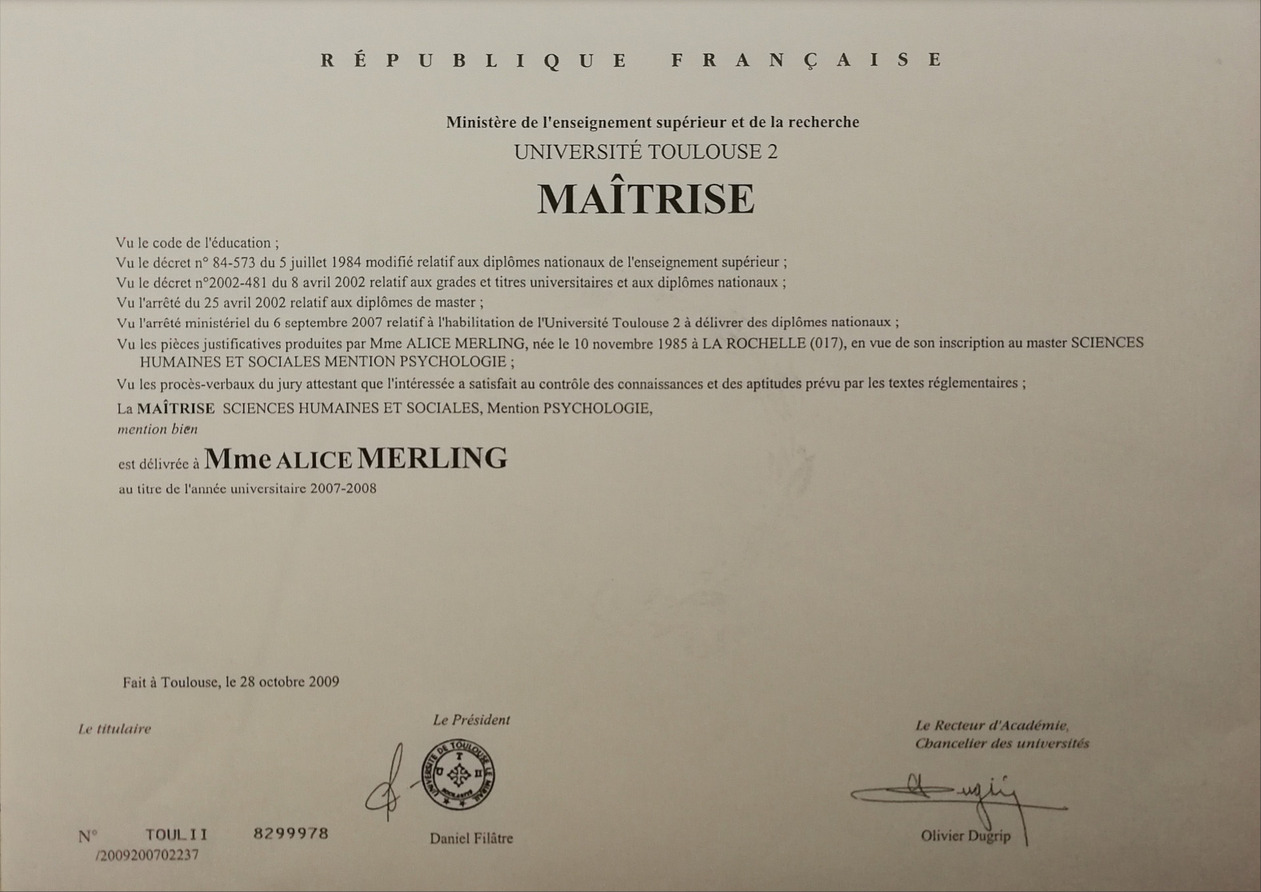 RÉPUBLIQUE FRANÇAISE
Ministère de l'enseignement supérieur et de la recherche
UNIVERSITÉ TOULOUSE 2
MAÎTRISE
Vu le code de l'éducation ;
Vu le décret n° 84-573 du 5 juillet 1984 modifié relatif aux diplômes nationaux de l'enseignement supérieur ;
Vu le décret n°2002-481 du 8 avril 2002 relatif aux grades et titres universitaires et aux diplômes nationaux ;
Vu l'arrêté du 25 avril 2002 relatif aux diplômes de master ;
Vu l'arrêté ministériel du 6 septembre 2007 relatif à l'habilitation de l'Université Toulouse 2 à délivrer des diplômes nationaux ;
Vu les pièces justificatives produites par Mme ALICE MERLING, née le 10 novembre 1985 à LA ROCHELLE (017), en vue de son inscription au master SCIENCES
HUMAINES ET SOCIALES MENTION PSYCHOLOGIE ;
Vu les procès-verbaux du jury attestant que l'intéressée a satisfait au contrôle des connaissances et des aptitudes prévu par les textes réglementaires ;
La MAÎTRISE SCIENCES HUMAINES ET SOCIALES, Mention PSYCHOLOGIE,
mention bien
est délivrée à Mme ALICE MERLING
au titre de l'année universitaire 2007-2008
Fait à Toulouse, le 28 octobre 2009
Le titulaire
Le Président
Le Recteur d'Académie,
Chancelier des universités
UNIVERSITÉ DE TOULOUSE LE MIRAIL
Daniel Filâtre
Olivier Dugrip
N° TOUL II 8299978
/2009200702237